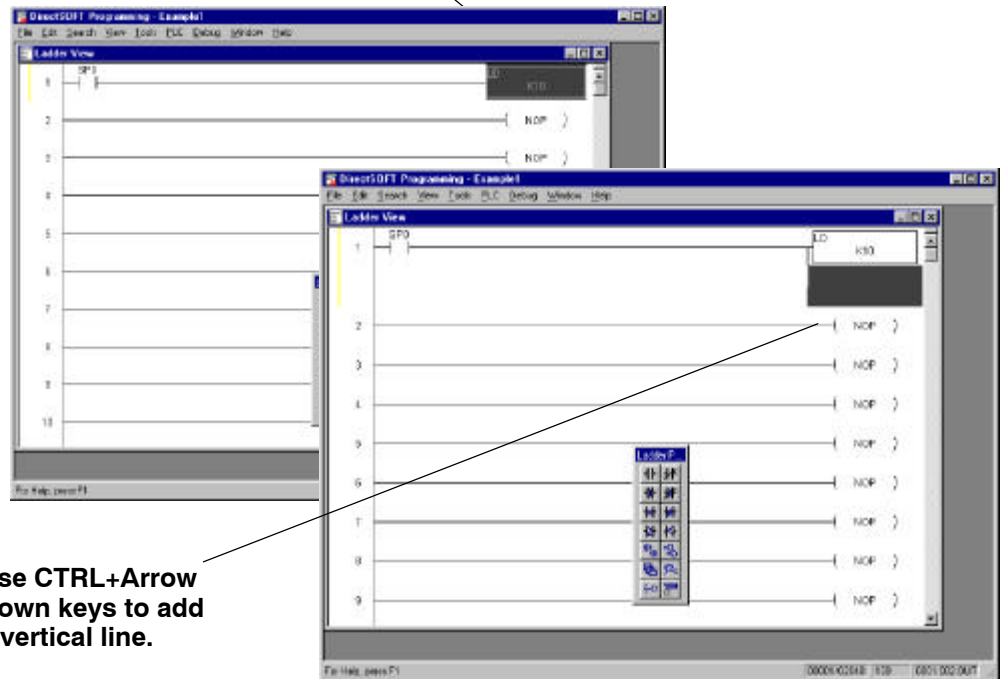 DirectSOFT Programming - Example1
File Edit Search View Tools PLC Debug Window Help
Ladder View
SP0
LD
K10
1
2
NOP
3
NOP
4
5
6
7
8
9
10
For Help, press F1
DirectSOFT Programming - Example1
File Edit Search View Tools PLC Debug Window Help
Ladder View
SP0
LD
K10
1
2
NOP
3
NOP
4
NOP
5
NOP
6
NOP
7
NOP
8
NOP
9
NOP
Ladder P...
For Help, press F1
0001:002:OUT
se CTRL+Arrow
own keys to add
vertical line.